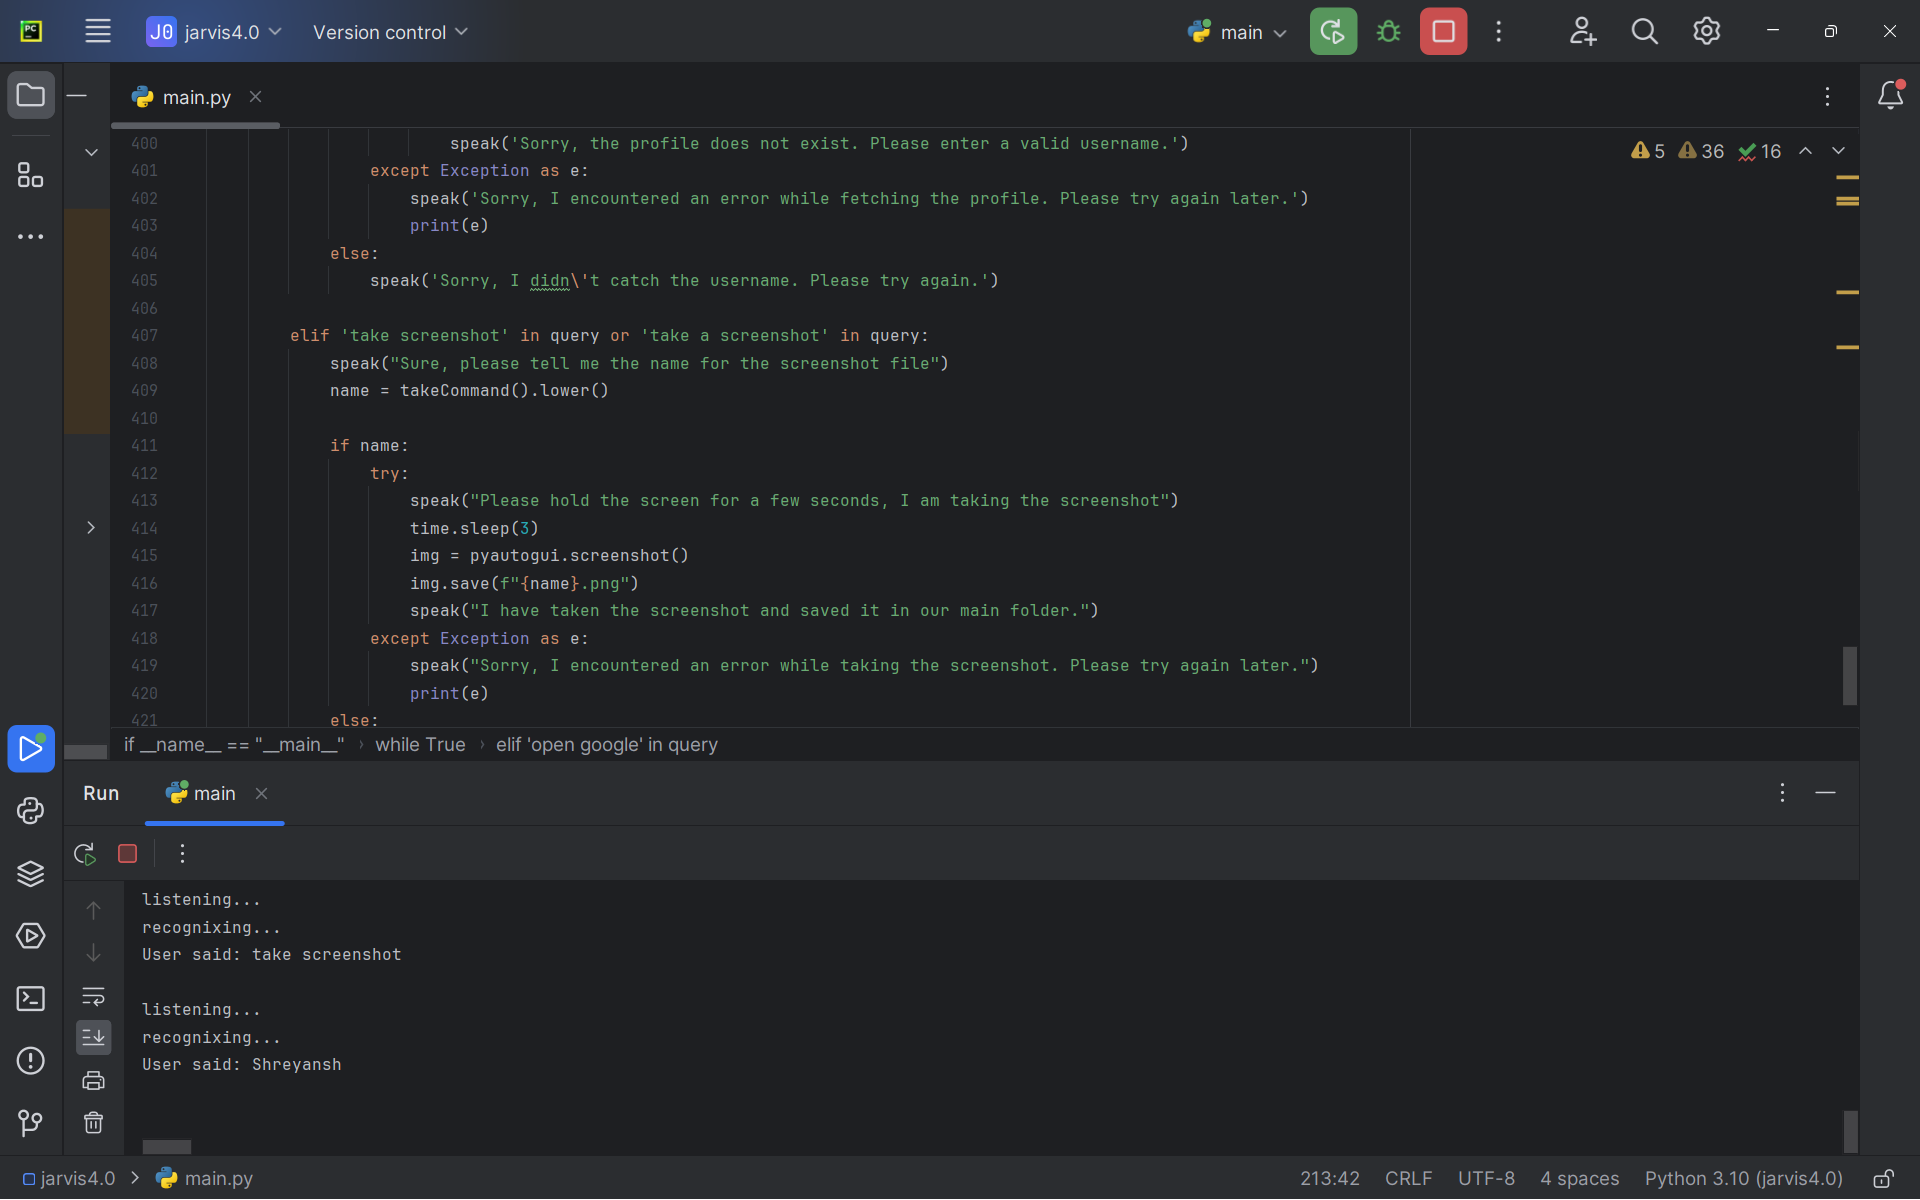 PC
J0 jarvis4.0 Version control main
main.py
5 36 16
400 speak('Sorry, the profile does not exist. Please enter a valid username.')
401 except Exception as e:
402 speak('Sorry, I encountered an error while fetching the profile. Please try again later.')
403 print(e)
404 else:
405 speak('Sorry, I didn\'t catch the username. Please try again.')
406
407 elif 'take screenshot' in query or 'take a screenshot' in query:
408 speak("Sure, please tell me the name for the screenshot file")
409 name = takeCommand().lower()
410
411 if name:
412 try:
413 speak("Please hold the screen for a few seconds, I am taking the screenshot")
414 time.sleep(3)
415 img = pyautogui.screenshot()
416 img.save(f"{name}.png")
417 speak("I have taken the screenshot and saved it in our main folder.")
418 except Exception as e:
419 speak("Sorry, I encountered an error while taking the screenshot. Please try again later.")
420 print(e)
421 else:
if __name__ == "__main__" › while True › elif 'open google' in query
Run main
listening...
recognixing...
User said: take screenshot
listening...
recognixing...
User said: Shreyansh
jarvis4.0 > main.py 213:42 CRLF UTF-8 4 spaces Python 3.10 (jarvis4.0)